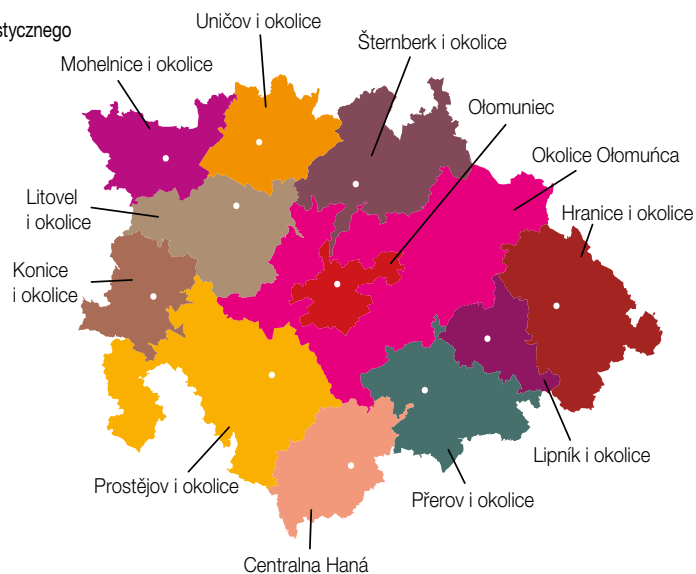 Uničov i okolice
stycznego
Šternberk i okolice
Mohelnice i okolice
Ołomuniec
Okolice Ołomuńca
Litovel
i okolice
Hranice i okolice
Konice
i okolice
Lipník i okolice
Prostějov i okolice
Přerov i okolice
Centralna Haná